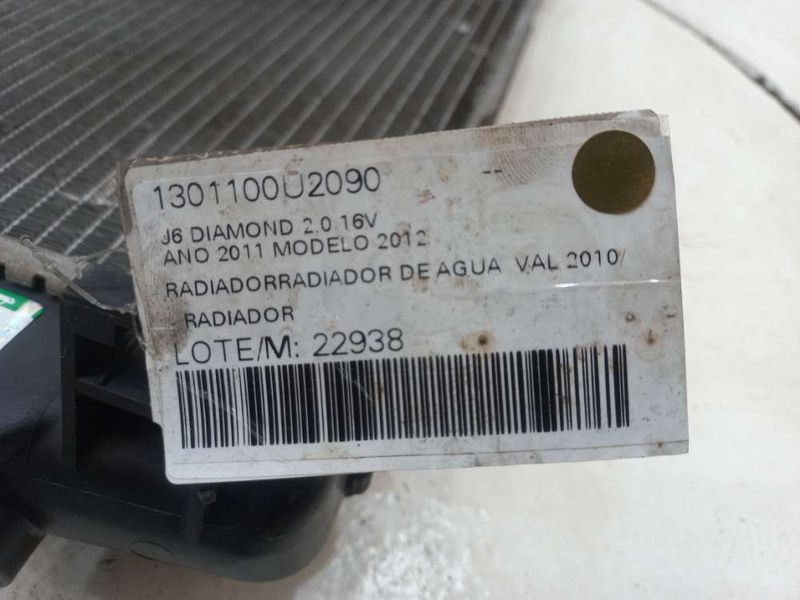 1301100U2090 --
J6 DIAMOND 2.0 16V
ANO 2011 MODELO 2012
RADIADORRADIADOR DE AGUA VAL 2010/
- RADIADOR
LOTE/M: 22938